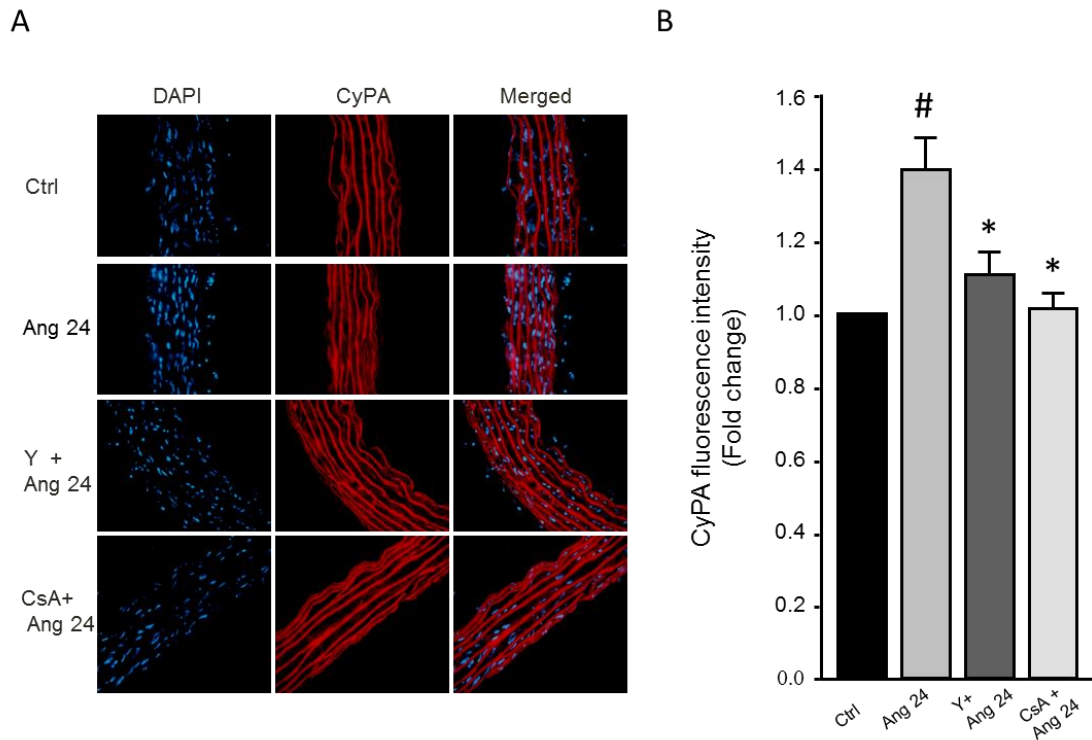 A
B
DAPI
CyPA
Merged
Ctrl
Ang 24
Y +
Ang 24
CsA+
Ang 24
CyPA fluorescence intensity
(Fold change)
1.6
1.4
1.2
1.0
0.8
0.6
0.4
0.2
0.0
#
*
*
Ctrl
Ang 24
Y+
Ang 24
CsA +
Ang 24